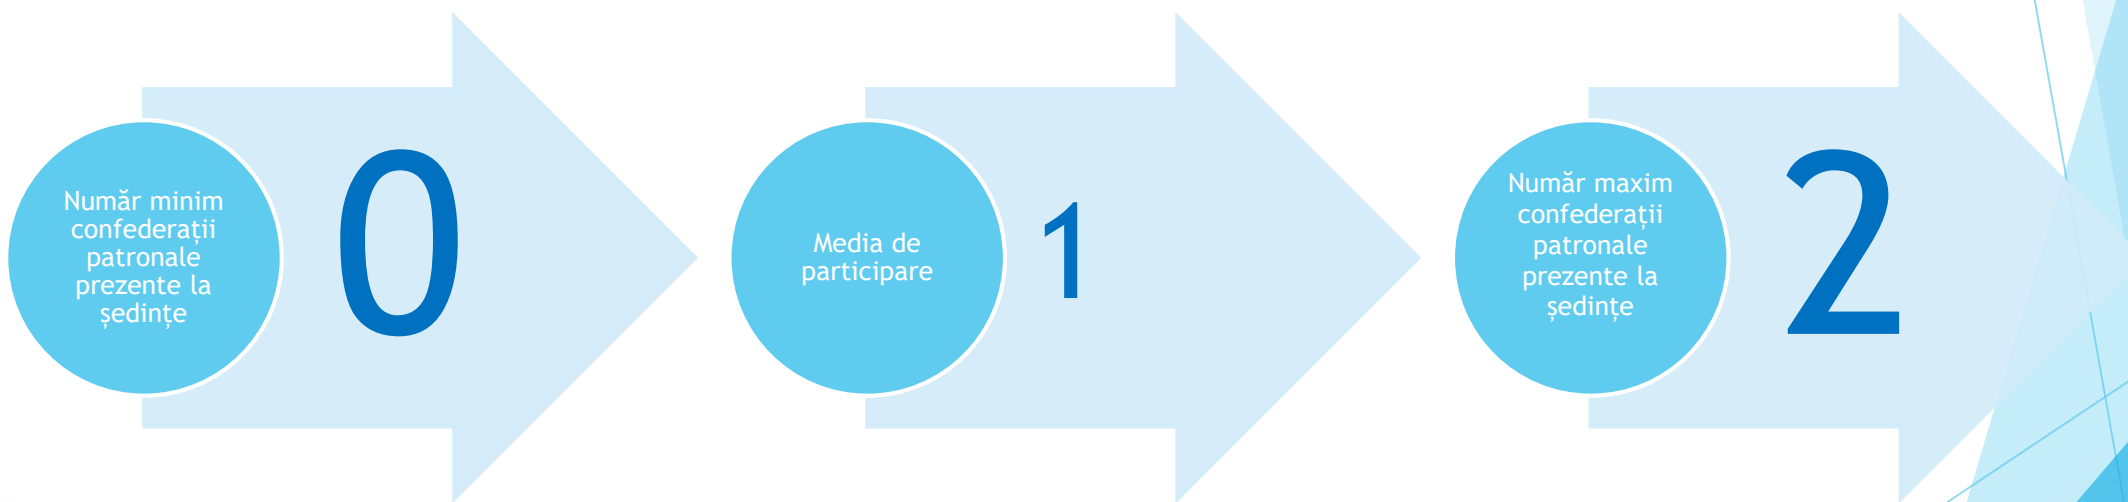 Număr minim
confederații
patronale
prezente la
ședințe
0
Media de
participare
1
Număr maxim
confederații
patronale
prezente la
ședințe
2